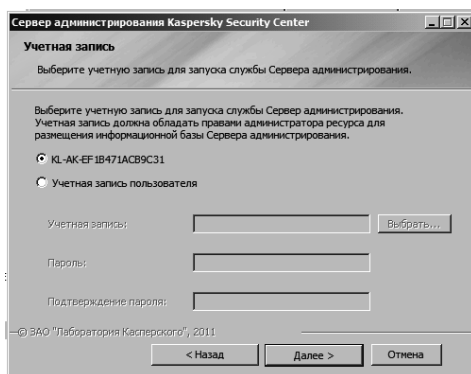 Сервер администрирования Kaspersky Security Center
Учетная запись
Выберите учетную запись для запуска службы Сервера администрирования.
Выберите учетную запись для запуска службы Сервер администрирования.
Учетная запись должна обладать правами администратора ресурса для
размещения информационной базы Сервера администрирования.
KL-AK-EF1B471ACB9C31
Учетная запись пользователя
Учетная запись:
Выбрать...
Пароль:
Подтверждение пароля:
© ЗАО "Лаборатория Касперского", 2011
< Назад
Далее >
Отмена